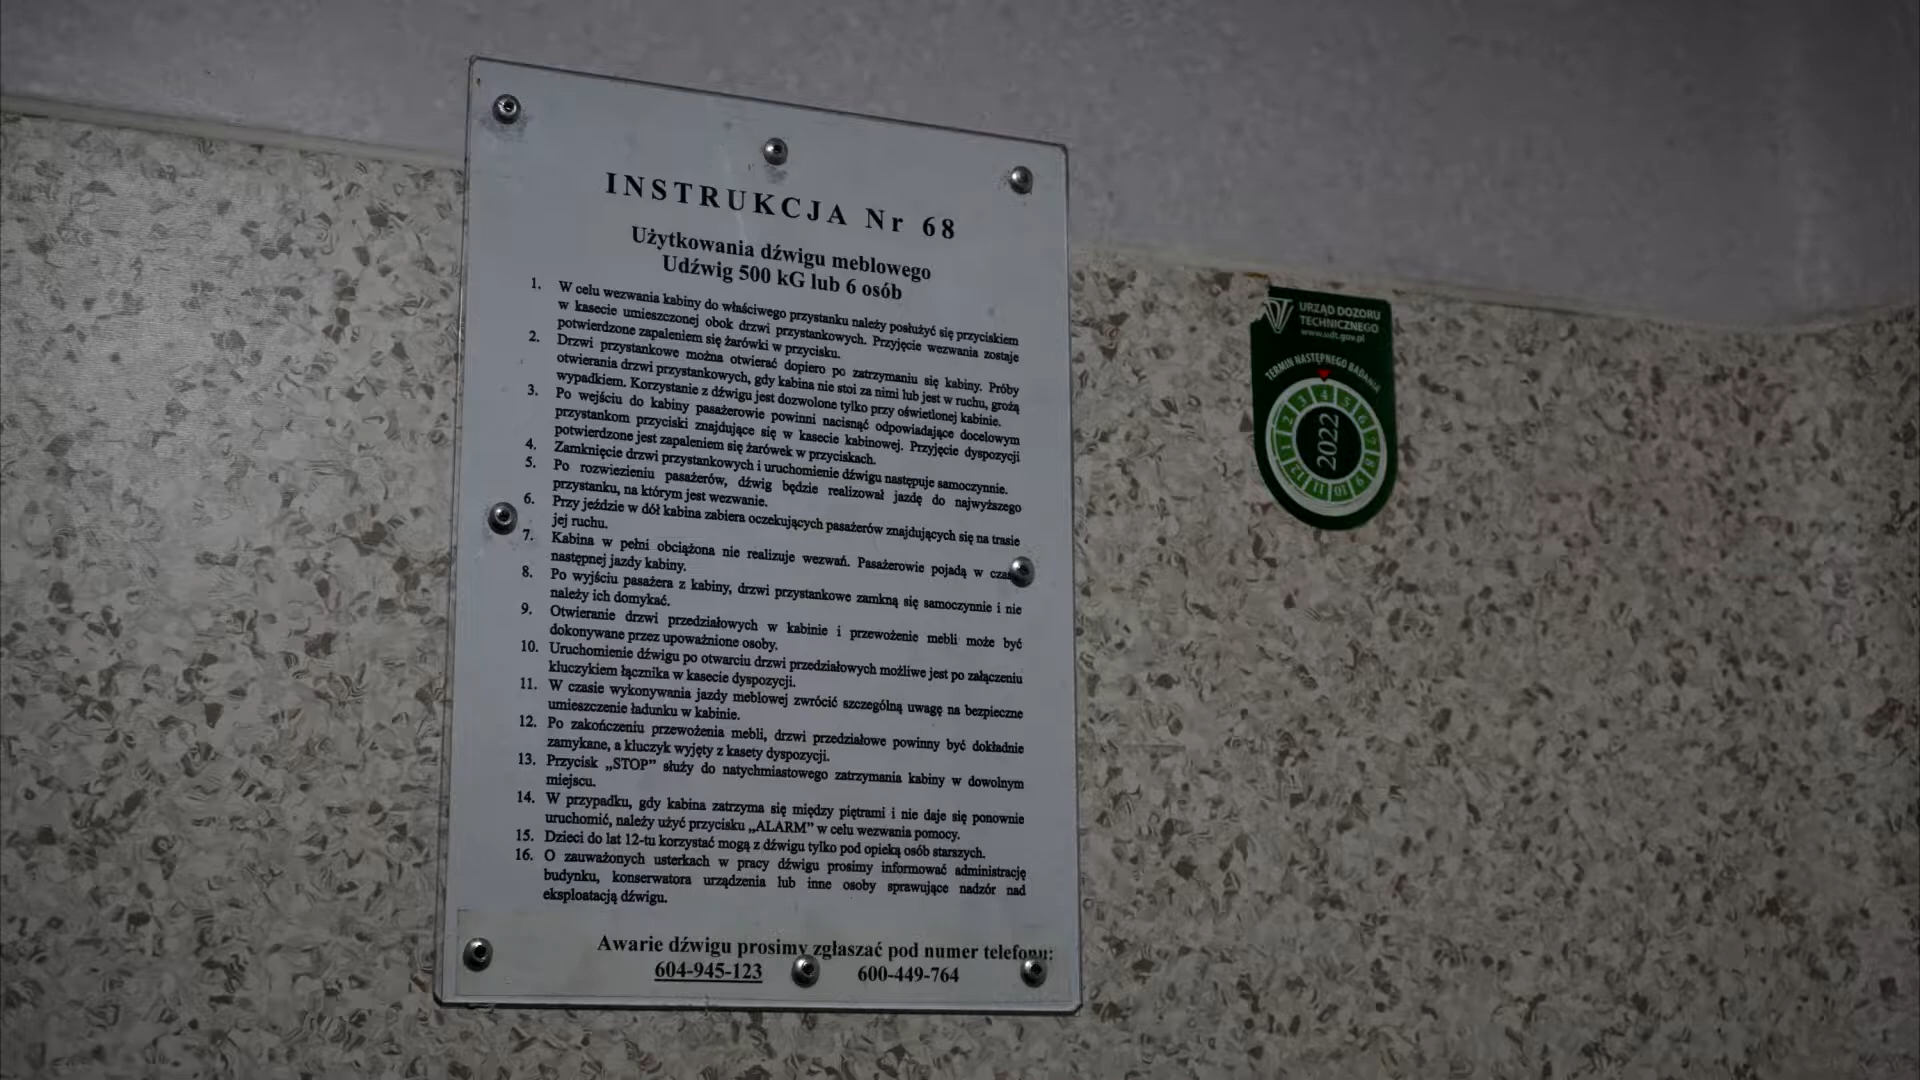 INSTRUKCJA Nr 68
Użytkowania dźwigu meblowego
Udźwig 500 kG lub 6 osób
1. W celu wezwania kabiny do właściwego przystanku należy posłużyć się przyciskiem
w kasecie umieszczonej obok drzwi przystankowych. Przyjęcie wezwania zostaje
potwierdzone zapaleniem się żarówki w przycisku.
2. Drzwi przystankowe można otwierać dopiero po zatrzymaniu się kabiny. Próby
otwierania drzwi przystankowych, gdy kabina nie stoi za nimi lub jest w ruchu, grożą
wypadkiem. Korzystanie z dźwigu jest dozwolone tylko przy oświetlonej kabinie.
3. Po wejściu do kabiny pasażerowie powinni nacisnąć odpowiadające docelowym
przystankom przyciski znajdujące się w kasecie kabinowej. Przyjęcie dyspozycji
potwierdzone jest zapaleniem się żarówek w przyciskach.
4. Zamknięcie drzwi przystankowych i uruchomienie dźwigu następuje samoczynnie.
5. Po rozwiezieniu pasażerów, dźwig będzie realizował jazdę do najwyższego
przystanku, na którym jest wezwanie.
6. Przy jeździe w dół kabina zabiera oczekujących pasażerów znajdujących się na trasie
jej ruchu.
7. Kabina w pełni obciążona nie realizuje wezwań. Pasażerowie pojadą w
następnej jazdy kabiny.
8. Po wyjściu pasażera z kabiny, drzwi przystankowe zamkną się samoczynnie i nie
należy ich domykać.
9. Otwieranie drzwi przedziałowych w kabinie i przewożenie mebli może być
dokonywane przez upoważnione osoby.
10. Uruchomienie dźwigu po otwarciu drzwi przedziałowych możliwe jest po załączeniu
kluczykiem łącznika w kasecie dyspozycji.
11. W czasie wykonywania jazdy meblowej zwrócić szczególną uwagę na bezpieczne
umieszczenie ładunku w kabinie.
12. Po zakończeniu przewożenia mebli, drzwi przedziałowe powinny być dokładnie
zamykane, a kluczyk wyjęty z kasety dyspozycji.
13. Przycisk „STOP” służy do natychmiastowego zatrzymania kabiny w dowolnym
miejscu.
14. W przypadku, gdy kabina zatrzyma się między piętrami i nie daje się ponownie
uruchomić, należy użyć przycisku „ALARM” w celu wezwania pomocy.
15. Dzieci do lat 12-tu korzystać mogą z dźwigu tylko pod opieką osób starszych.
16. O zauważonych usterkach w pracy dźwigu prosimy informować administrację
budynku, konserwatora urządzenia lub inne osoby sprawujące nadzór nad
eksploatacją dźwigu.
Awarie dźwigu prosimy zgłaszać pod numer telefonu:
604-945-123 600-449-764
URZĄD DOZORU
TECHNICZNEGO
www.udt.gov.pl
TERMIN NASTĘPNEGO BADANIA
1 2 3 4 5 6 7 8 9 10 11 12
2022